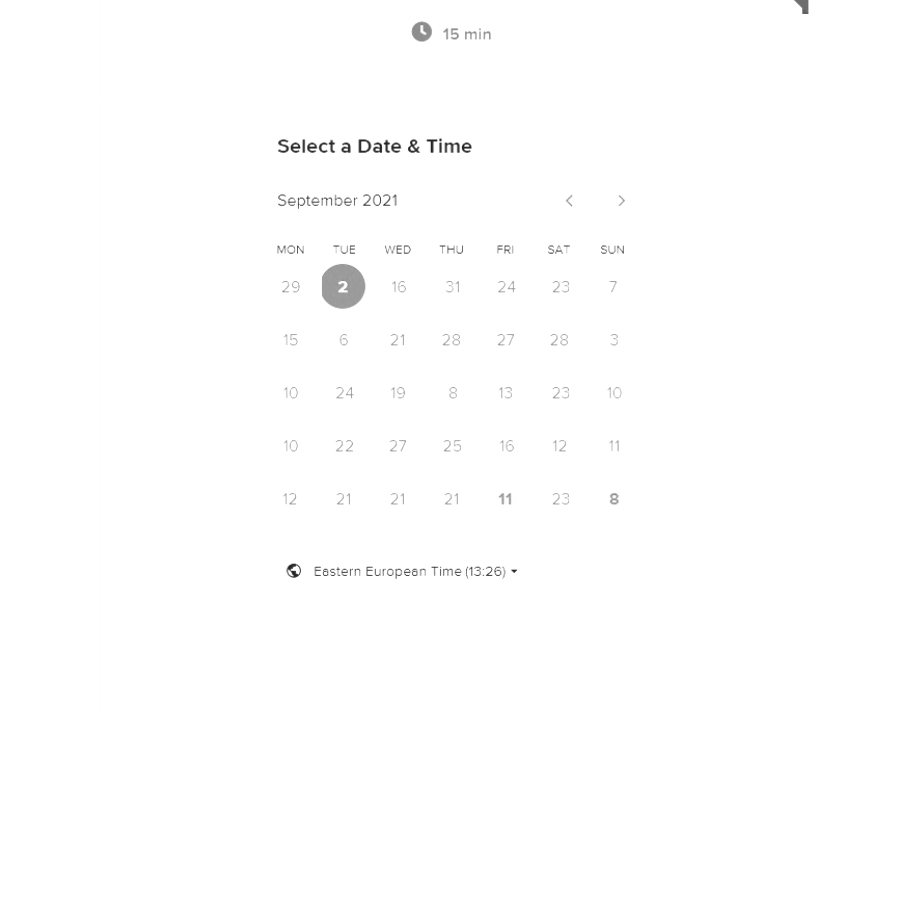 15 min
Select a Date & Time
September 2021
MON TUE WED THU FRI SAT SUN
29 2 16 31 24 23 7
15 6 21 28 27 28 3
10 24 19 8 13 23 10
10 22 27 25 16 12 11
12 21 21 21 11 23 8
Eastern European Time (13:26)